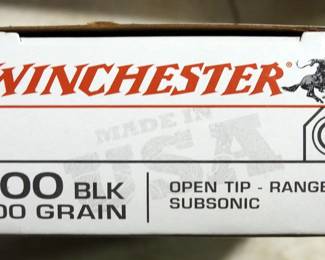 WINCHESTER
MADE IN
USA
00 BLK
00 GRAIN
OPEN TIP - RANGE
SUBSONIC